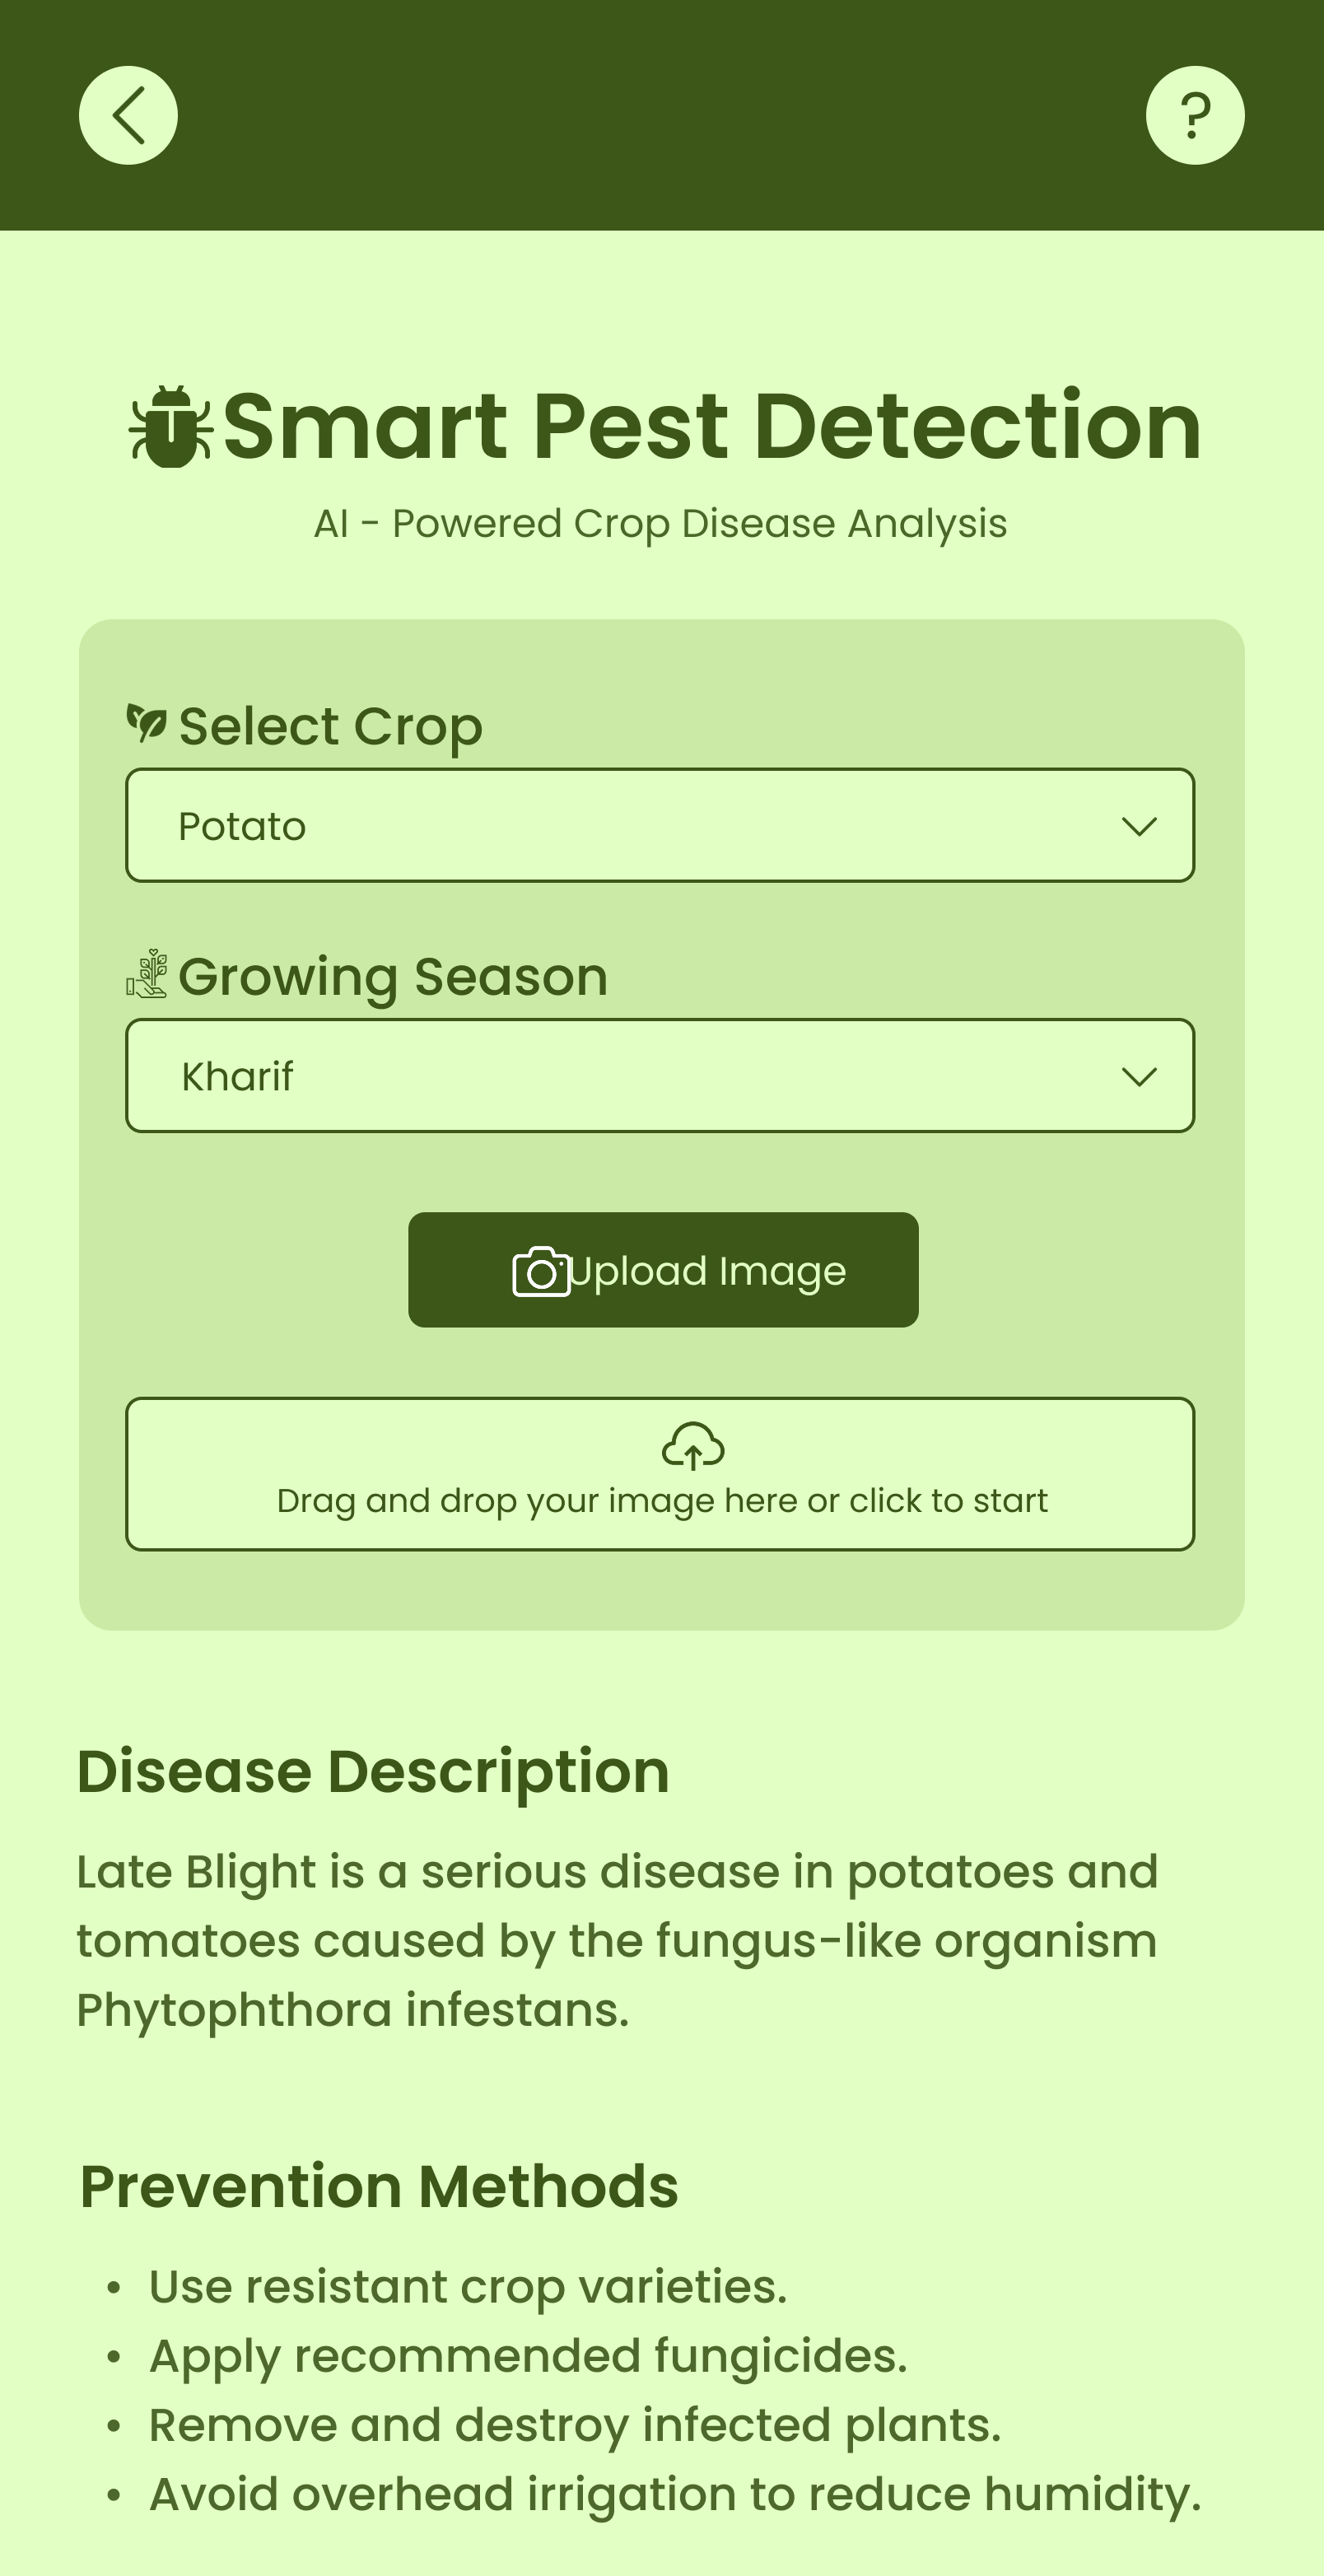 ?
Smart Pest Detection
AI - Powered Crop Disease Analysis
Select Crop
Potato
Growing Season
Kharif
Upload Image
Drag and drop your image here or click to start
Disease Description
Late Blight is a serious disease in potatoes and
tomatoes caused by the fungus-like organism
Phytophthora infestans.
Prevention Methods
• Use resistant crop varieties.
• Apply recommended fungicides.
• Remove and destroy infected plants.
• Avoid overhead irrigation to reduce humidity.